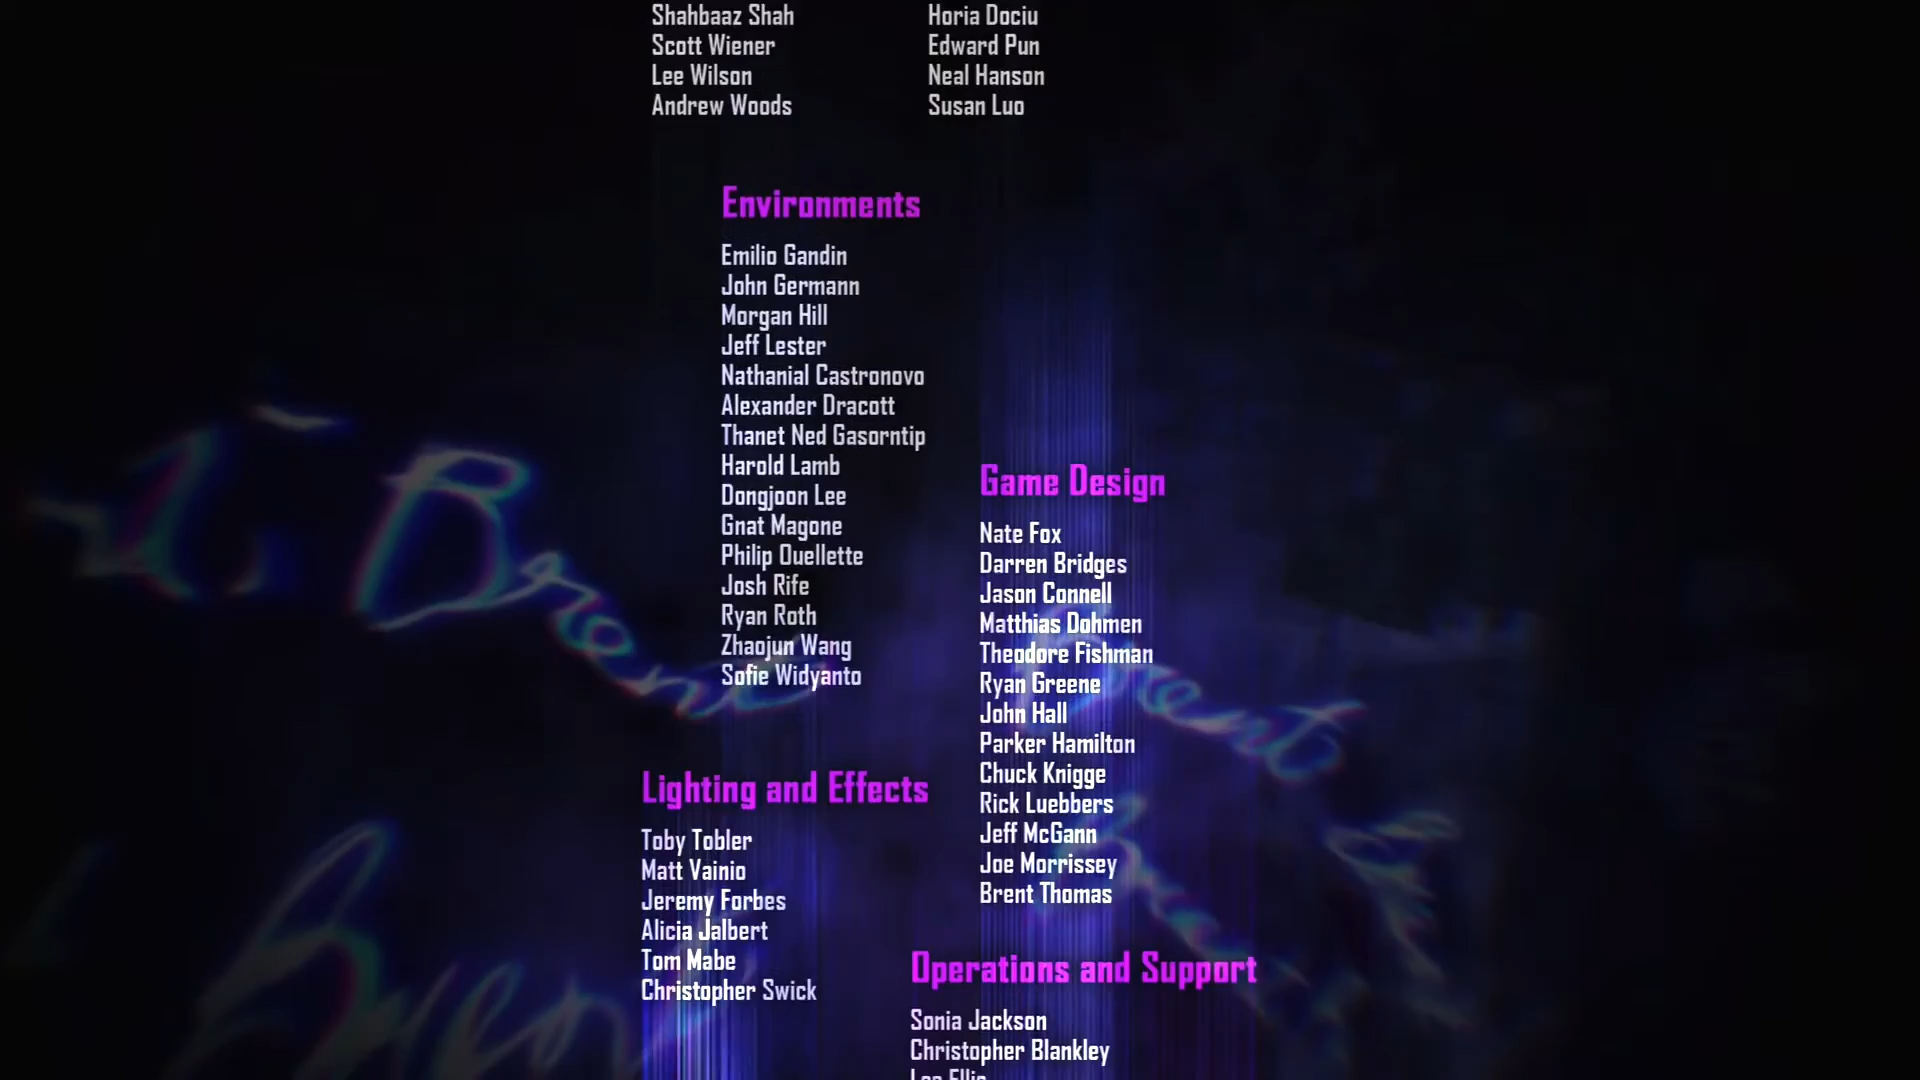 Shahbaaz Shah
Scott Wiener
Lee Wilson
Andrew Woods
Horia Dociu
Edward Pun
Neal Hanson
Susan Luo
Environments
Emilio Gandin
John Germann
Morgan Hill
Jeff Lester
Nathanial Castronovo
Alexander Dracott
Thanet Ned Gasorntip
Harold Lamb
Dongjoon Lee
Gnat Magone
Philip Ouellette
Josh Rife
Ryan Roth
Zhaojun Wang
Sofie Widyanto
Lighting and Effects
Toby Tobler
Matt Vainio
Jeremy Forbes
Alicia Jalbert
Tom Mabe
Christopher Swick
Game Design
Nate Fox
Darren Bridges
Jason Connell
Matthias Dohmen
Theodore Fishman
Ryan Greene
John Hall
Parker Hamilton
Chuck Knigge
Rick Luebbers
Jeff McGann
Joe Morrissey
Brent Thomas
Operations and Support
Sonia Jackson
Christopher Blankley
Brent
Brent